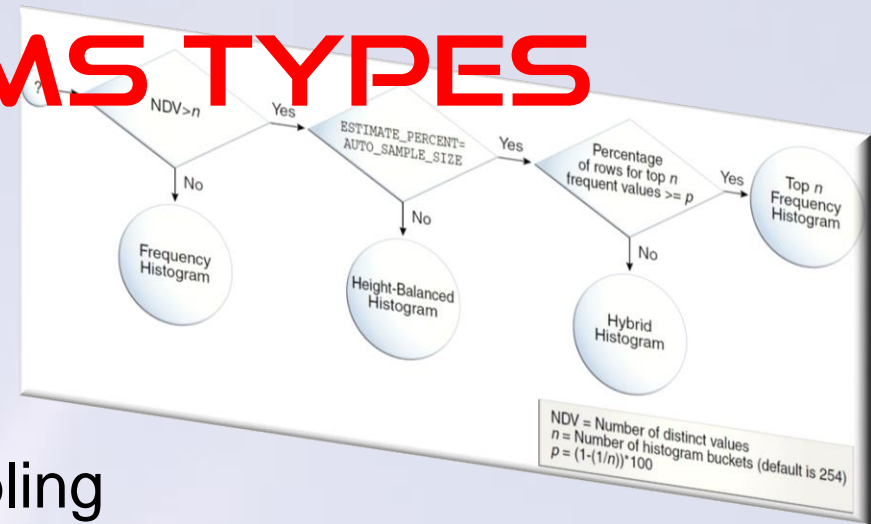 MS TYPES
?
NDV>n
Yes
ESTIMATE_PERCENT=
AUTO_SAMPLE_SIZE
Yes
Percentage
of rows for top n
frequent values >= p
Yes
Top n
Frequency
Histogram
No
Frequency
Histogram
No
Height-Balanced
Histogram
No
Hybrid
Histogram
NDV = Number of distinct values
n = Number of histogram buckets (default is 254)
p = (1-(1/n))*100
pling